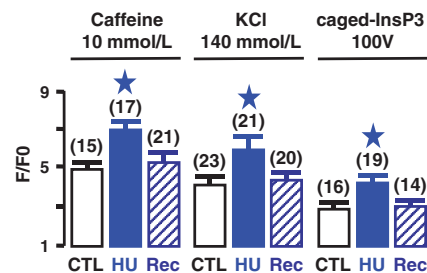 Caffeine KCl caged-InsP3
10 mmol/L 140 mmol/L 100V
9
5
1
F/F0
(15) (17) (21) (23) (21) (20) (16) (19) (14)
CTL HU Rec CTL HU Rec CTL HU Rec